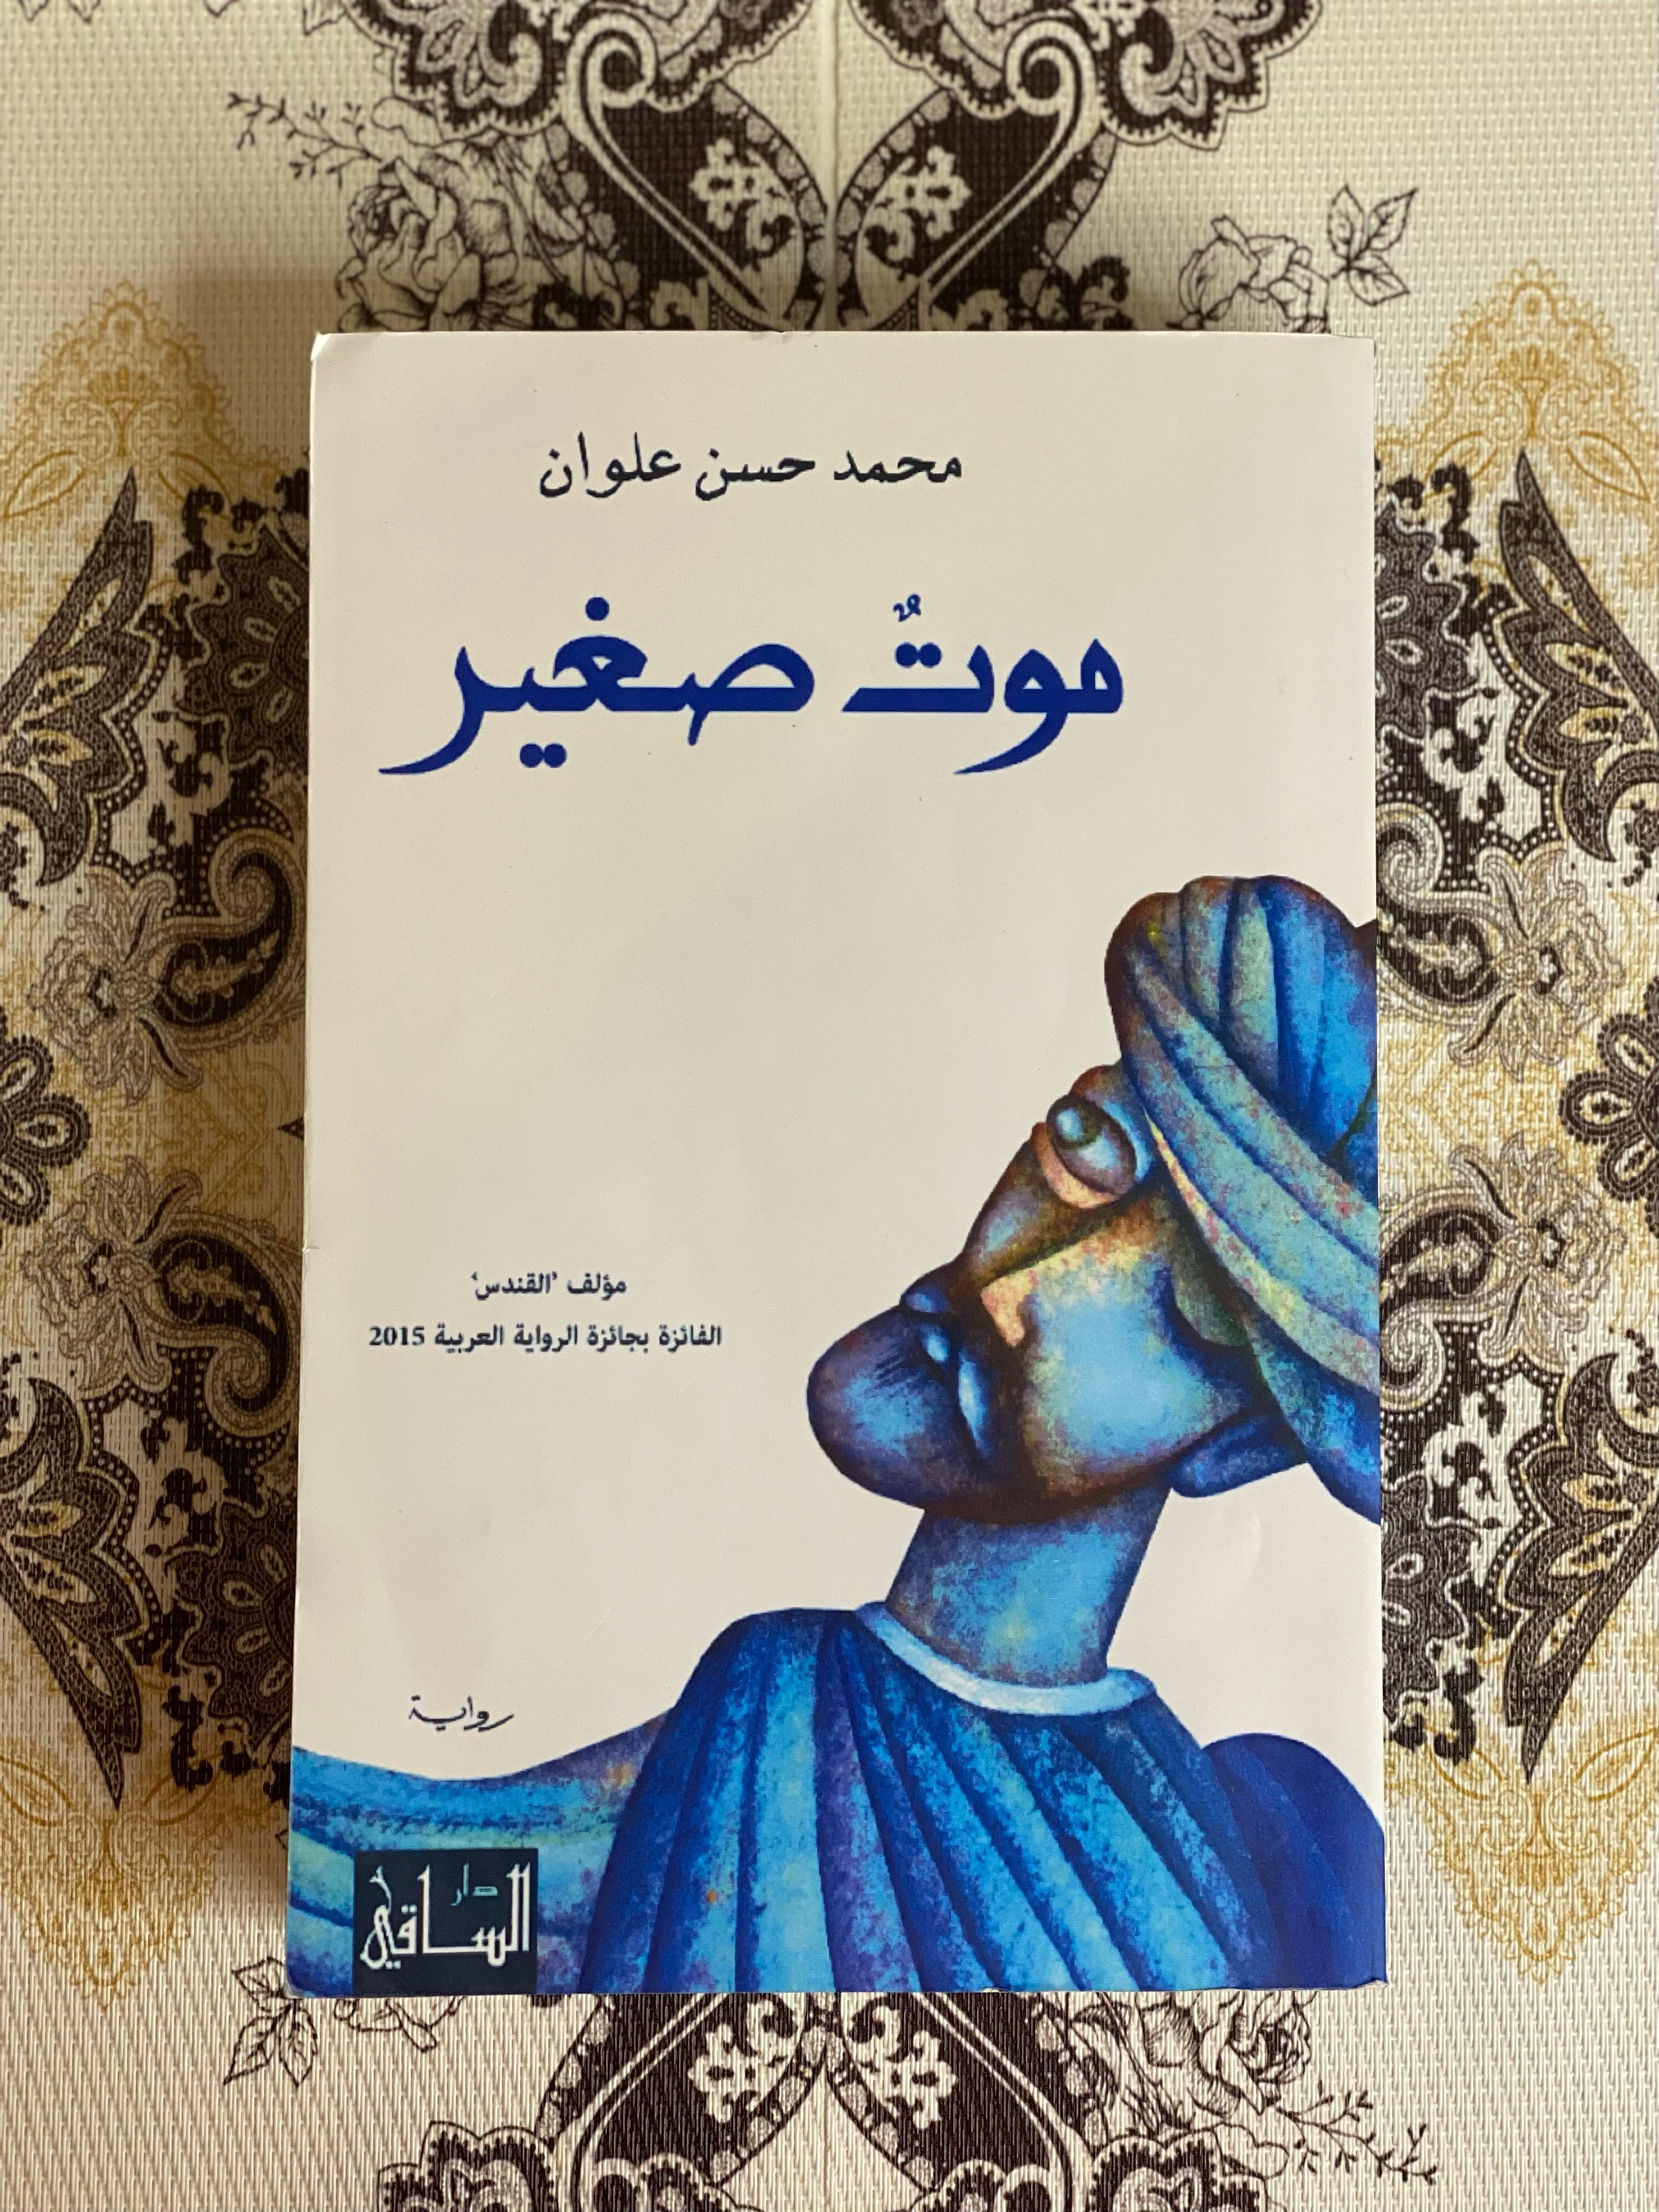 محمد حسن علوان
موتٌ صغير
مؤلف 'القندس'
الفائزة بجائزة الرواية العربية 2015
رواية
دار
الساقي